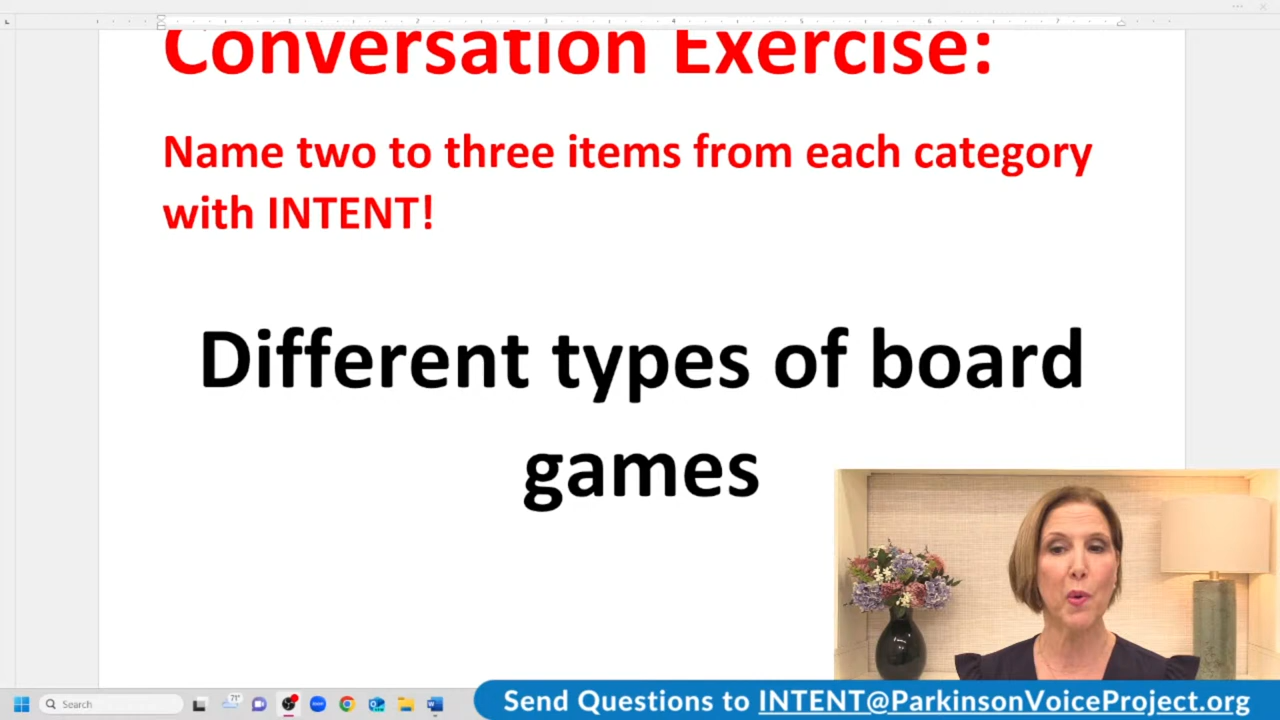 Conversation Exercise:
Name two to three items from each category
with INTENT!
Different types of board
games
Search
71°
Send Questions to INTENT@ParkinsonVoiceProject.org